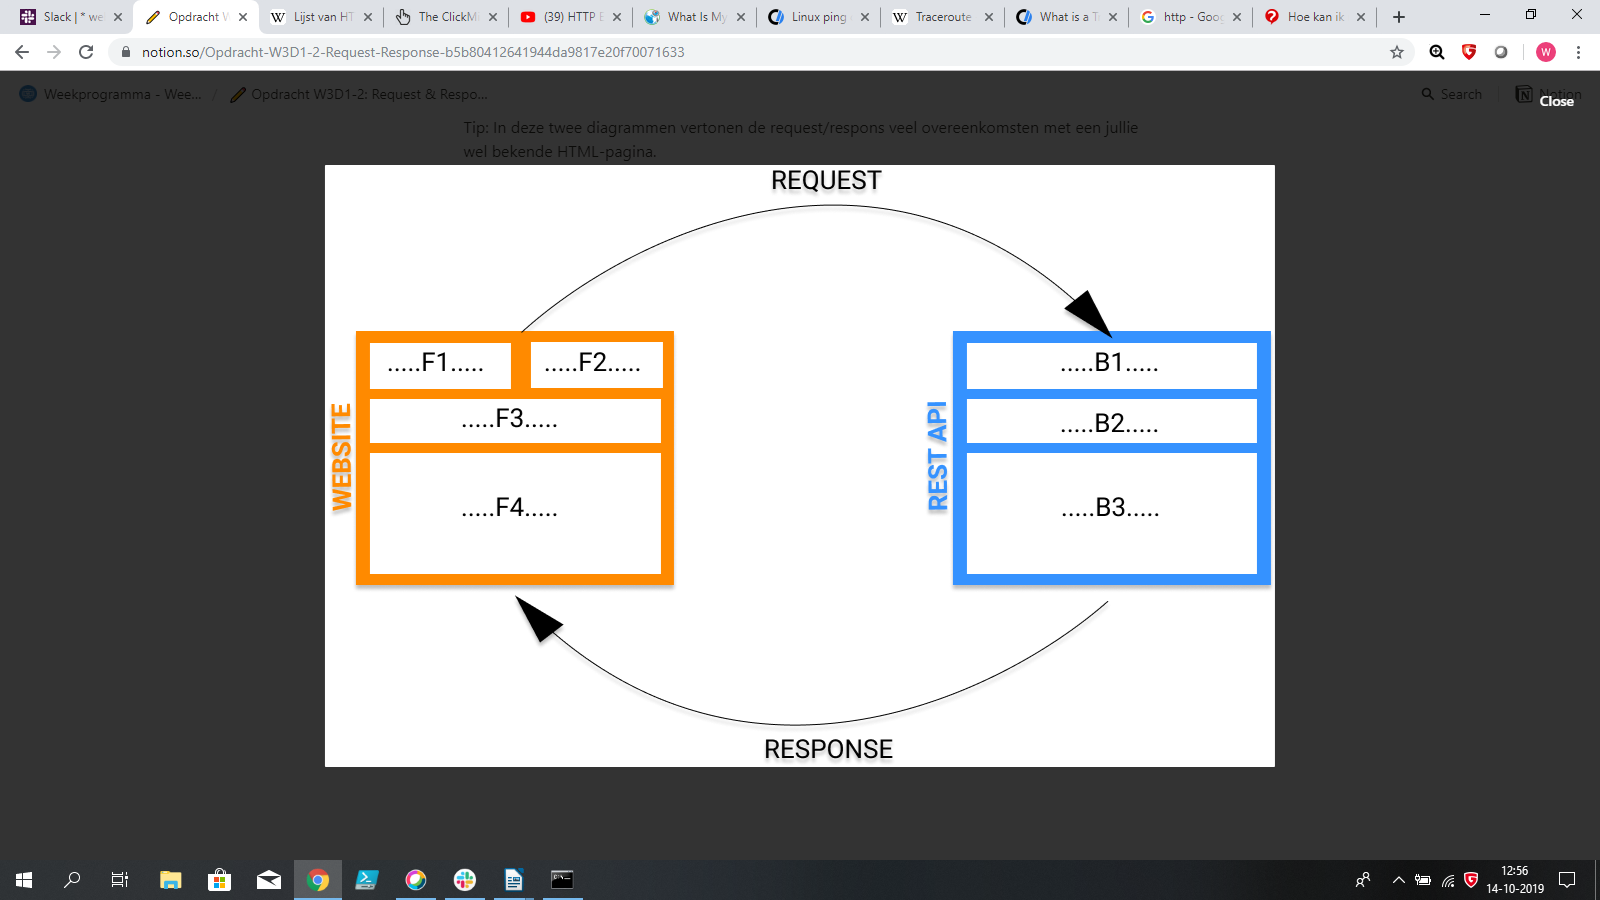 Slack | * we
Opdracht W
Lijst van HT
The ClickM
(39) HTTP E
What Is My
Linux ping
Traceroute
What is a T
http - Goog
Hoe kan ik
notion.so/Opdracht-W3D1-2-Request-Response-b5b80412641944da9817e20f70071633
W
Weekprogramma - Wee... / Opdracht W3D1-2: Request & Respo...
Search
Notion
Close
Tip: In deze twee diagrammen vertonen de request/respons veel overeenkomsten met een jullie
wel bekende HTML-pagina.
REQUEST
WEBSITE
.....F1.....
.....F2.....
.....F3.....
.....F4.....
REST API
.....B1.....
.....B2.....
.....B3.....
RESPONSE
12:56
14-10-2019